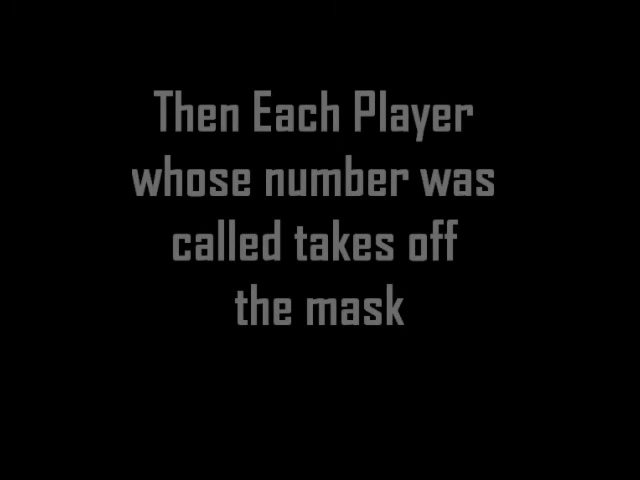 Then Each Player
whose number was
called takes off
the mask